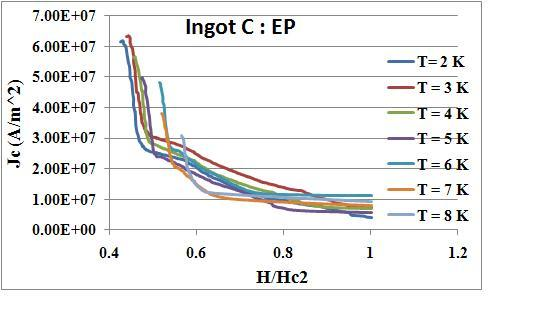 Ingot C : EP
Jc (A/m^2)
7.00E+07
6.00E+07
5.00E+07
4.00E+07
3.00E+07
2.00E+07
1.00E+07
0.00E+00
0.4 0.6 0.8 1 1.2
H/Hc2
T= 2 K
T = 3 K
T = 4 K
T = 5 K
T = 6 K
T = 7 K
T = 8 K